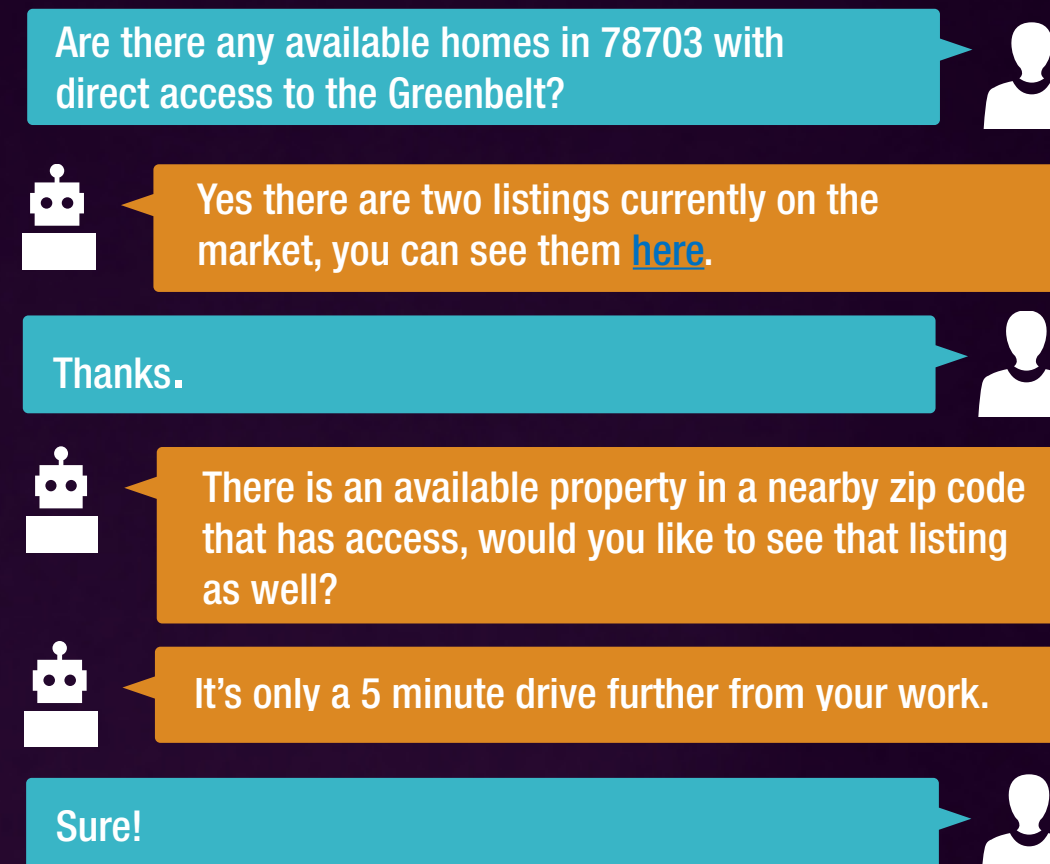 Are there any available homes in 78703 with
direct access to the Greenbelt?
Yes there are two listings currently on the
market, you can see them here.
Thanks.
There is an available property in a nearby zip code
that has access, would you like to see that listing
as well?
It’s only a 5 minute drive further from your work.
Sure!